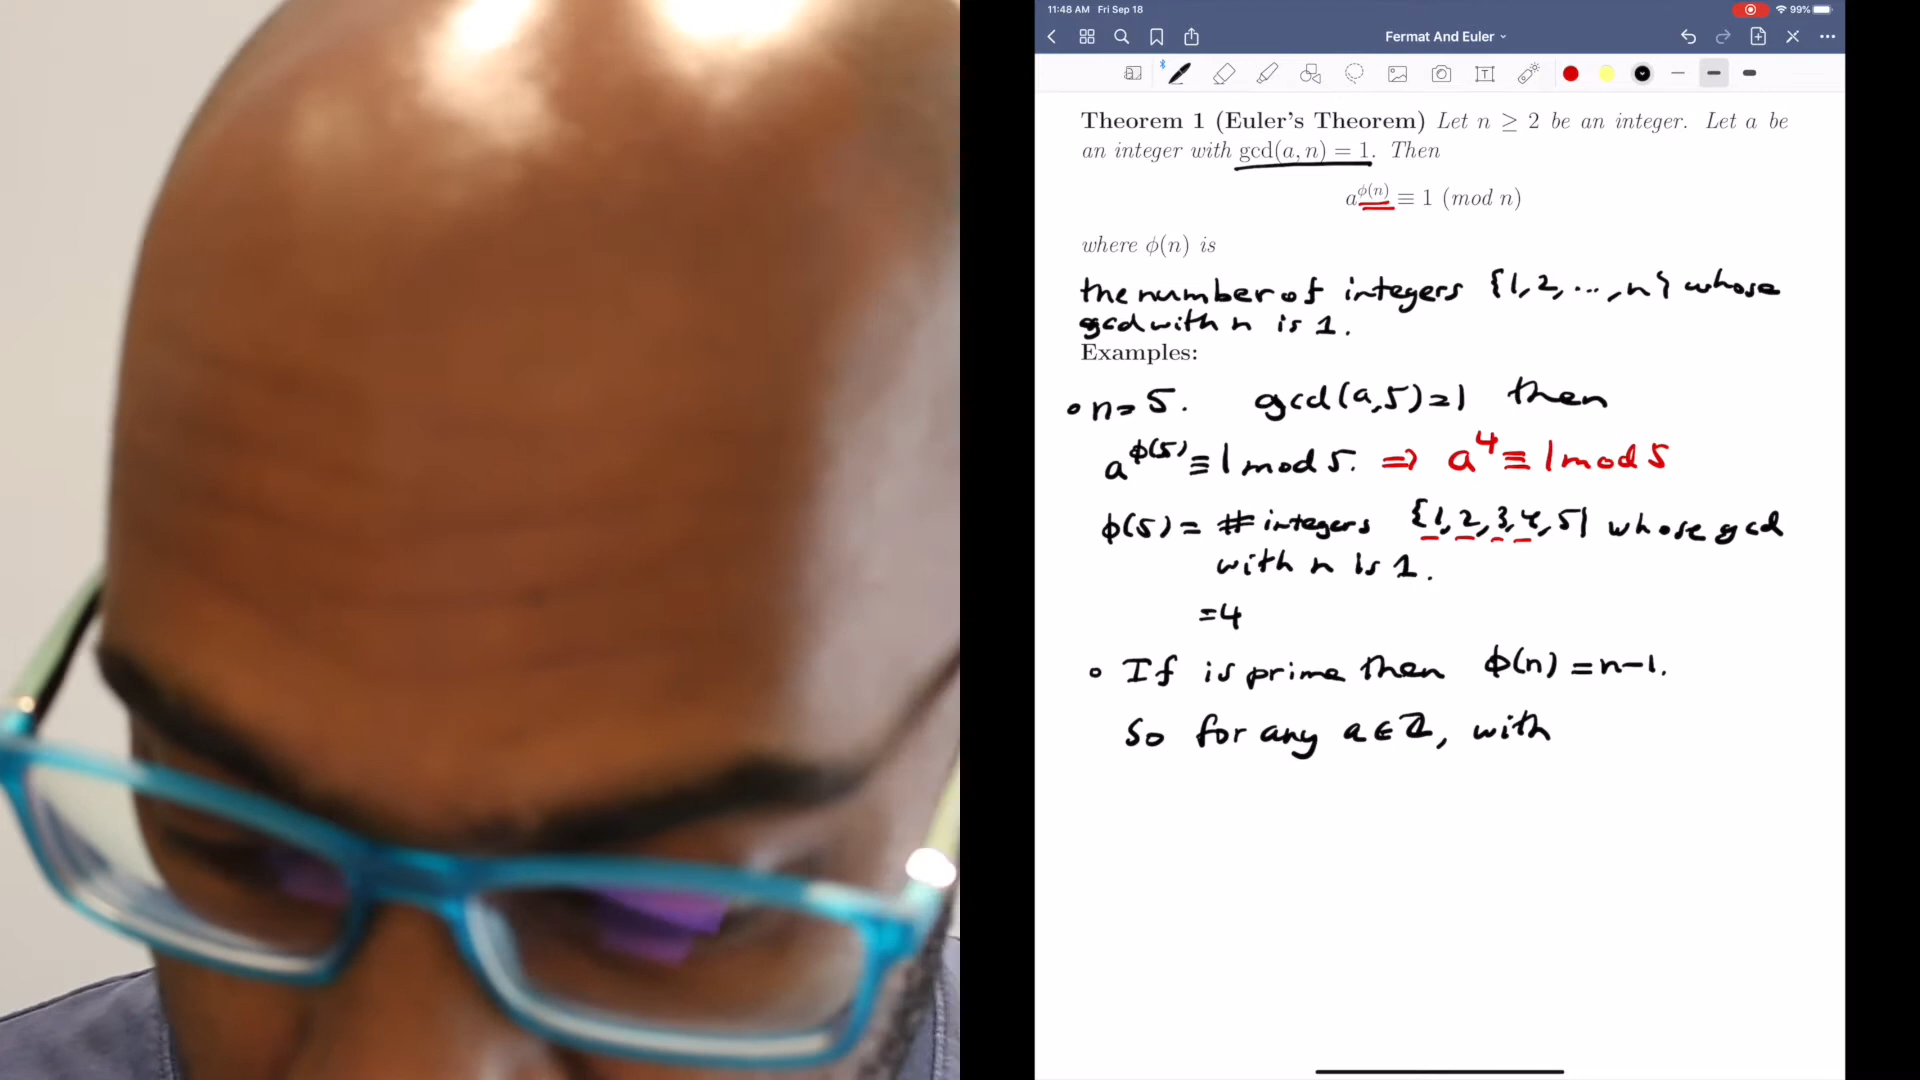 11:48 AM Fri Sep 18
99%
Fermat And Euler
Theorem 1 (Euler's Theorem) Let n ≥ 2 be an integer. Let a be
an integer with gcd(a, n) = 1. Then
a^ϕ(n) ≡ 1 (mod n)
where ϕ(n) is
the number of integers {1, 2, ..., n} whose
gcd with n is 1.
Examples:
∘ n = 5. gcd(a, 5) = 1 then
a^ϕ(5) ≡ 1 mod 5. ⇒ a^4 ≡ 1 mod 5
ϕ(5) = # integers {1, 2, 3, 4, 5} whose gcd
with n is 1.
= 4
∘ If is prime then ϕ(n) = n-1.
So for any a ∈ ℤ, with